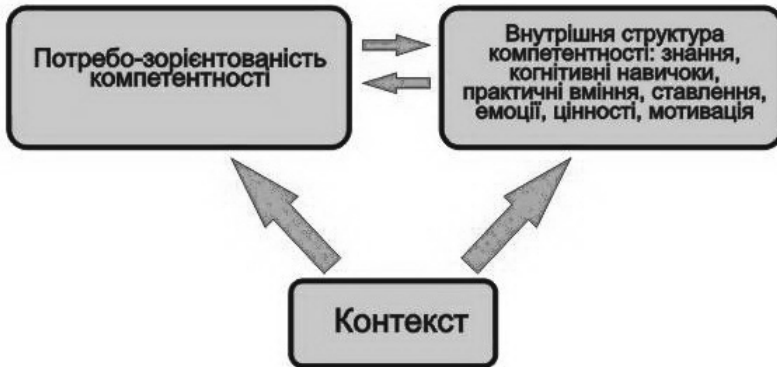 Потребо-зорієнтованість
компетентності
Внутрішня структура
компетентності: знання,
когнітивні навичоки,
практичні вміння, ставлення,
емоції, цінності, мотивація
Контекст